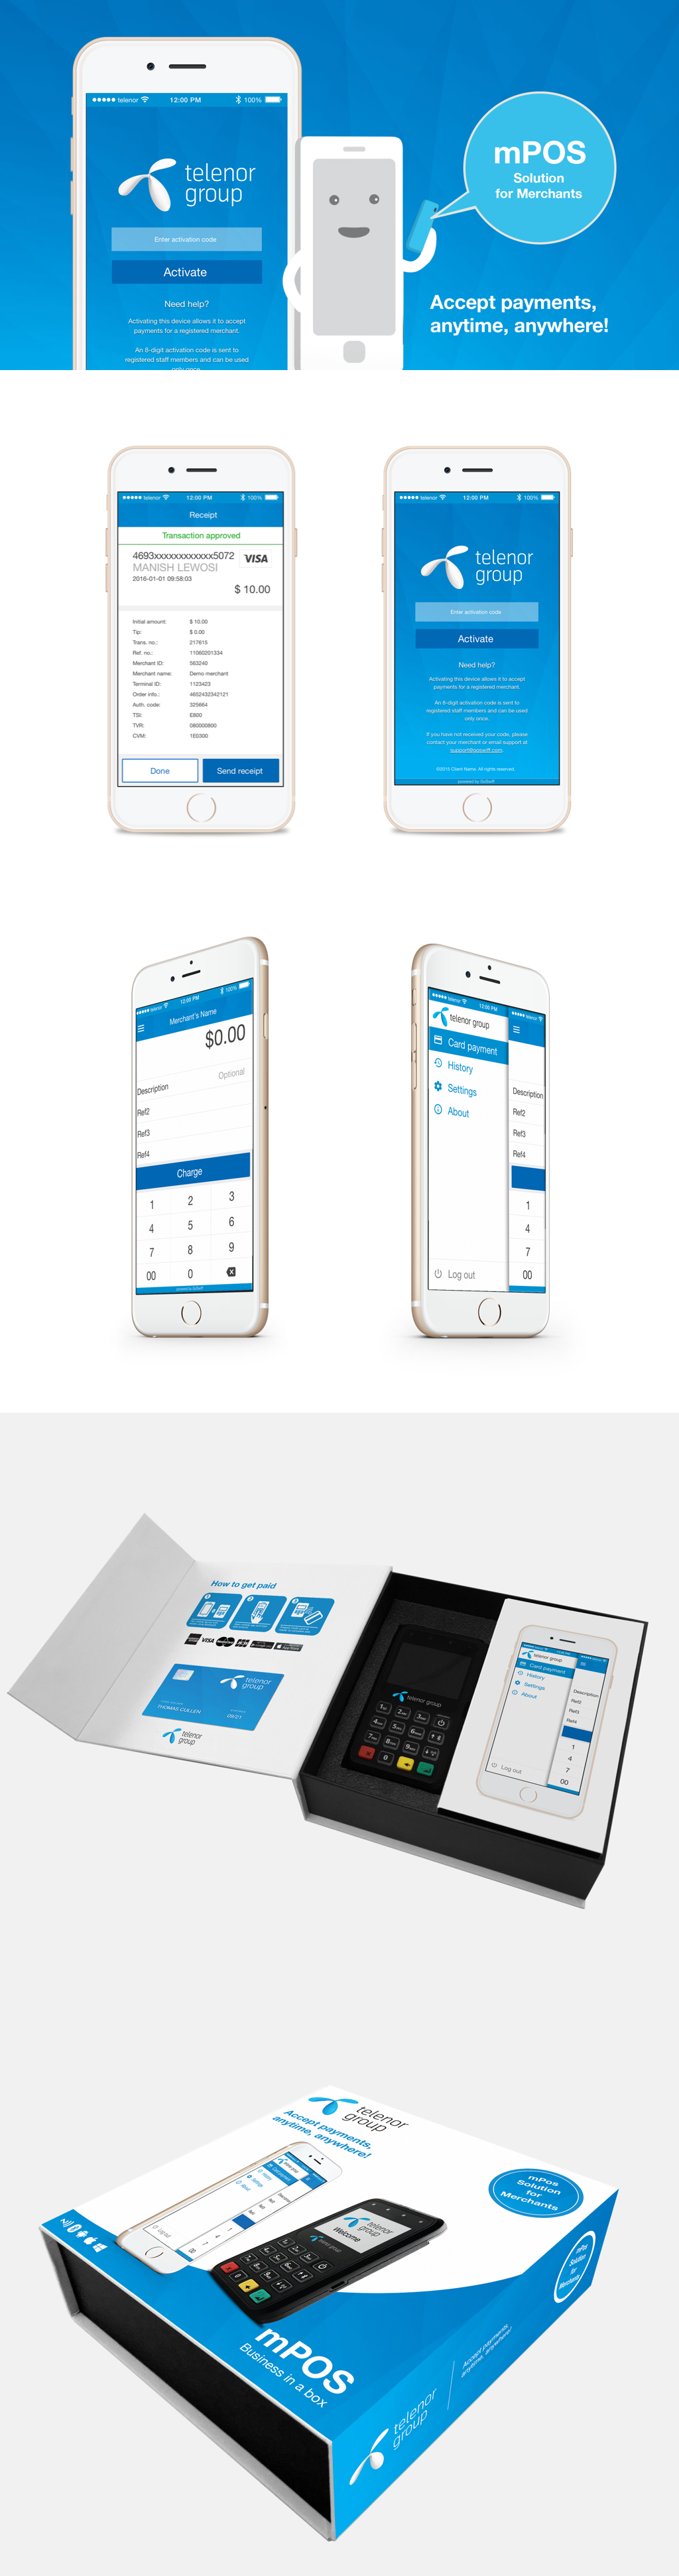 ●●●●● telenor 12:00 PM 100%
telenor
group
Enter activation code
Activate
Need help?
Activating this device allows it to accept
payments for a registered merchant.
An 8-digit activation code is sent to
registered staff members and can be used
only once.
mPOS
Solution
for Merchants
Accept payments,
anytime, anywhere!
●●●●● telenor 12:00 PM 100%
Receipt
Transaction approved
4693xxxxxxxxxxxx5072 VISA
MANISH LEWOSI
2016-01-01 09:58:03
$ 10.00
Initial amount: $ 10.00
Tip: $ 0.00
Trans. no.: 217615
Ref. no.: 11060201334
Merchant ID: 563240
Merchant name: Demo merchant
Terminal ID: 1123423
Order info.: 4652432342121
Auth. code: 325664
TSI: E800
TVR: 080000800
CVM: 1E0300
Done Send receipt
●●●●● telenor 12:00 PM 100%
telenor
group
Enter activation code
Activate
Need help?
Activating this device allows it to accept
payments for a registered merchant.
An 8-digit activation code is sent to
registered staff members and can be used
only once.
If you have not received your code, please
contact your merchant or email support at
©2015 Client Name. All rights reserved.
●●●●● telenor 12:00 PM 100%
Merchant's Name
$0.00
Description Optional
Ref2
Ref3
Ref4
Charge
1 2 3
4 5 6
7 8 9
00 0
●●●●● telenor 12:00 PM
telenor group
Card payment
History
Settings
About
Log out
●●●●● telenor
Description
Ref2
Ref3
Ref4
1
4
7
00
How to get paid
VISA
telenor
group
THOMAS CULLEN
09/21
telenor
group
telenor group
telenor group
Card payment
History
Settings
About
Log out
Description
Ref2
Ref3
Ref4
1
4
7
00
telenor
group
Accept payments,
anytime, anywhere!
mPos
Solution
for
Merchants
telenor
group
Welcome
telenor group
mPOS
Business in a box
mPos
Solution
for
Merchants
telenor
group
Accept payments
anytime, anywhere!